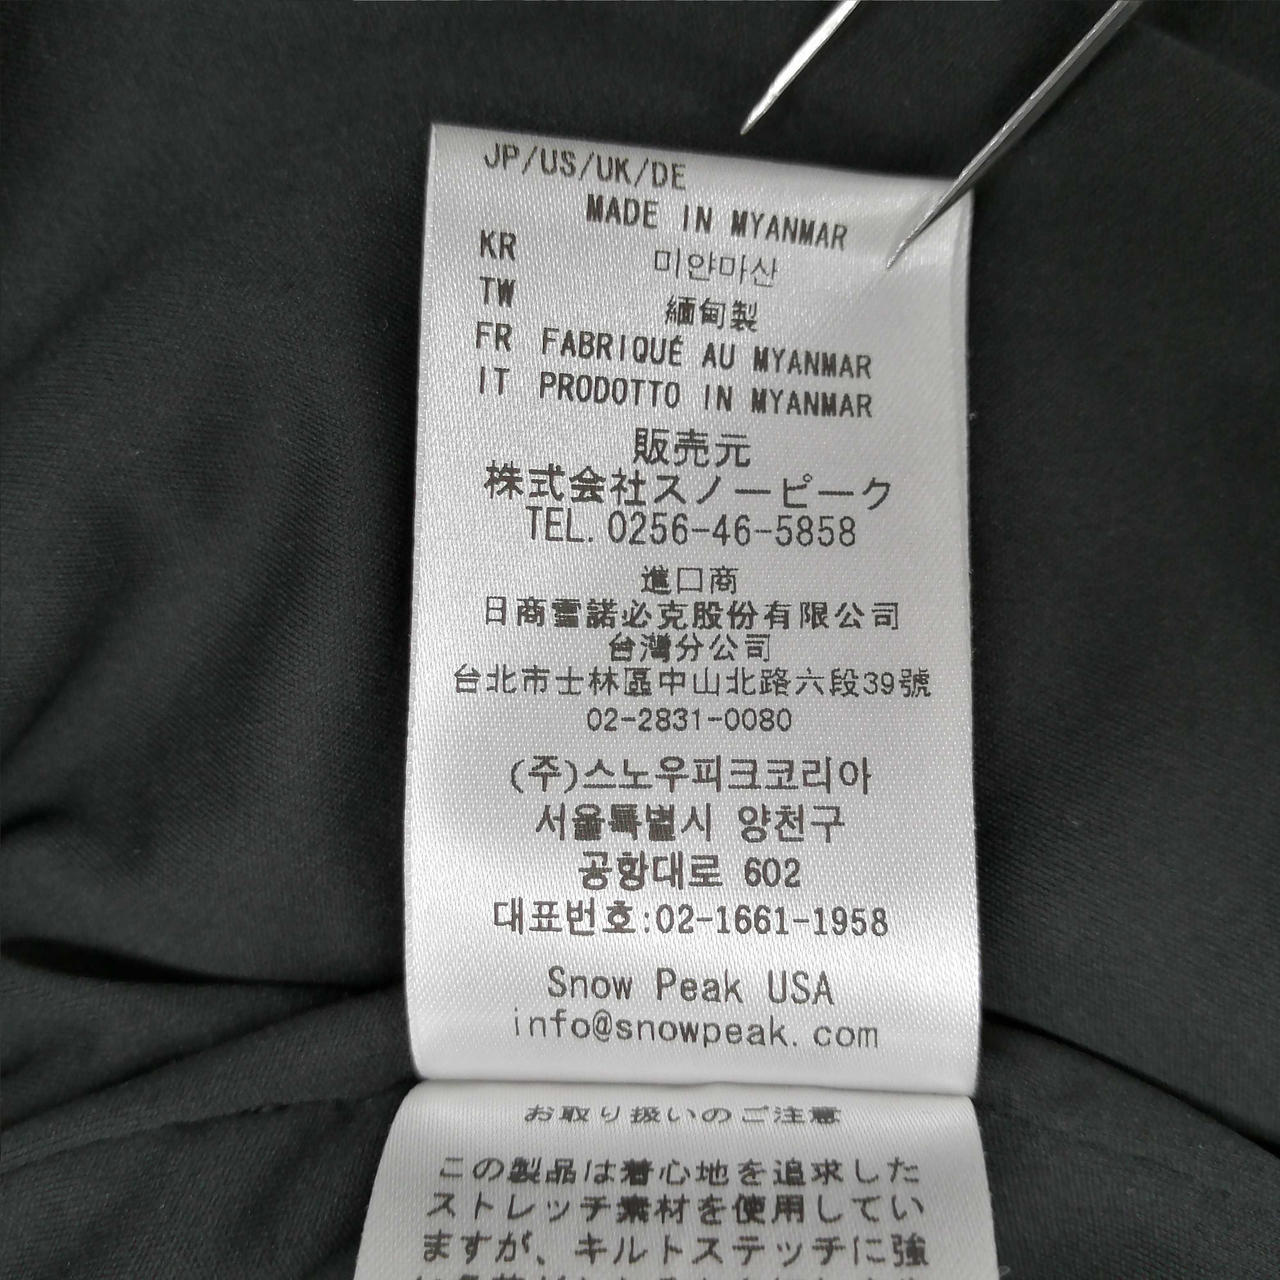 JP/US/UK/DE
MADE IN MYANMAR
KR 미얀마산
TW 緬甸製
FR FABRIQUÉ AU MYANMAR
IT PRODOTTO IN MYANMAR
販売元
株式会社スノーピーク
TEL. 0256-46-5858
進口商
日商雪諾必克股份有限公司
台灣分公司
台北市士林區中山北路六段39號
02-2831-0080
(주)스노우피크코리아
서울특별시 양천구
공항대로 602
대표번호:02-1661-1958
Snow Peak USA
info@snowpeak.com
お取り扱いのご注意
この製品は着心地を追求した
ストレッチ素材を使用してい
ますが、キルトステッチに強